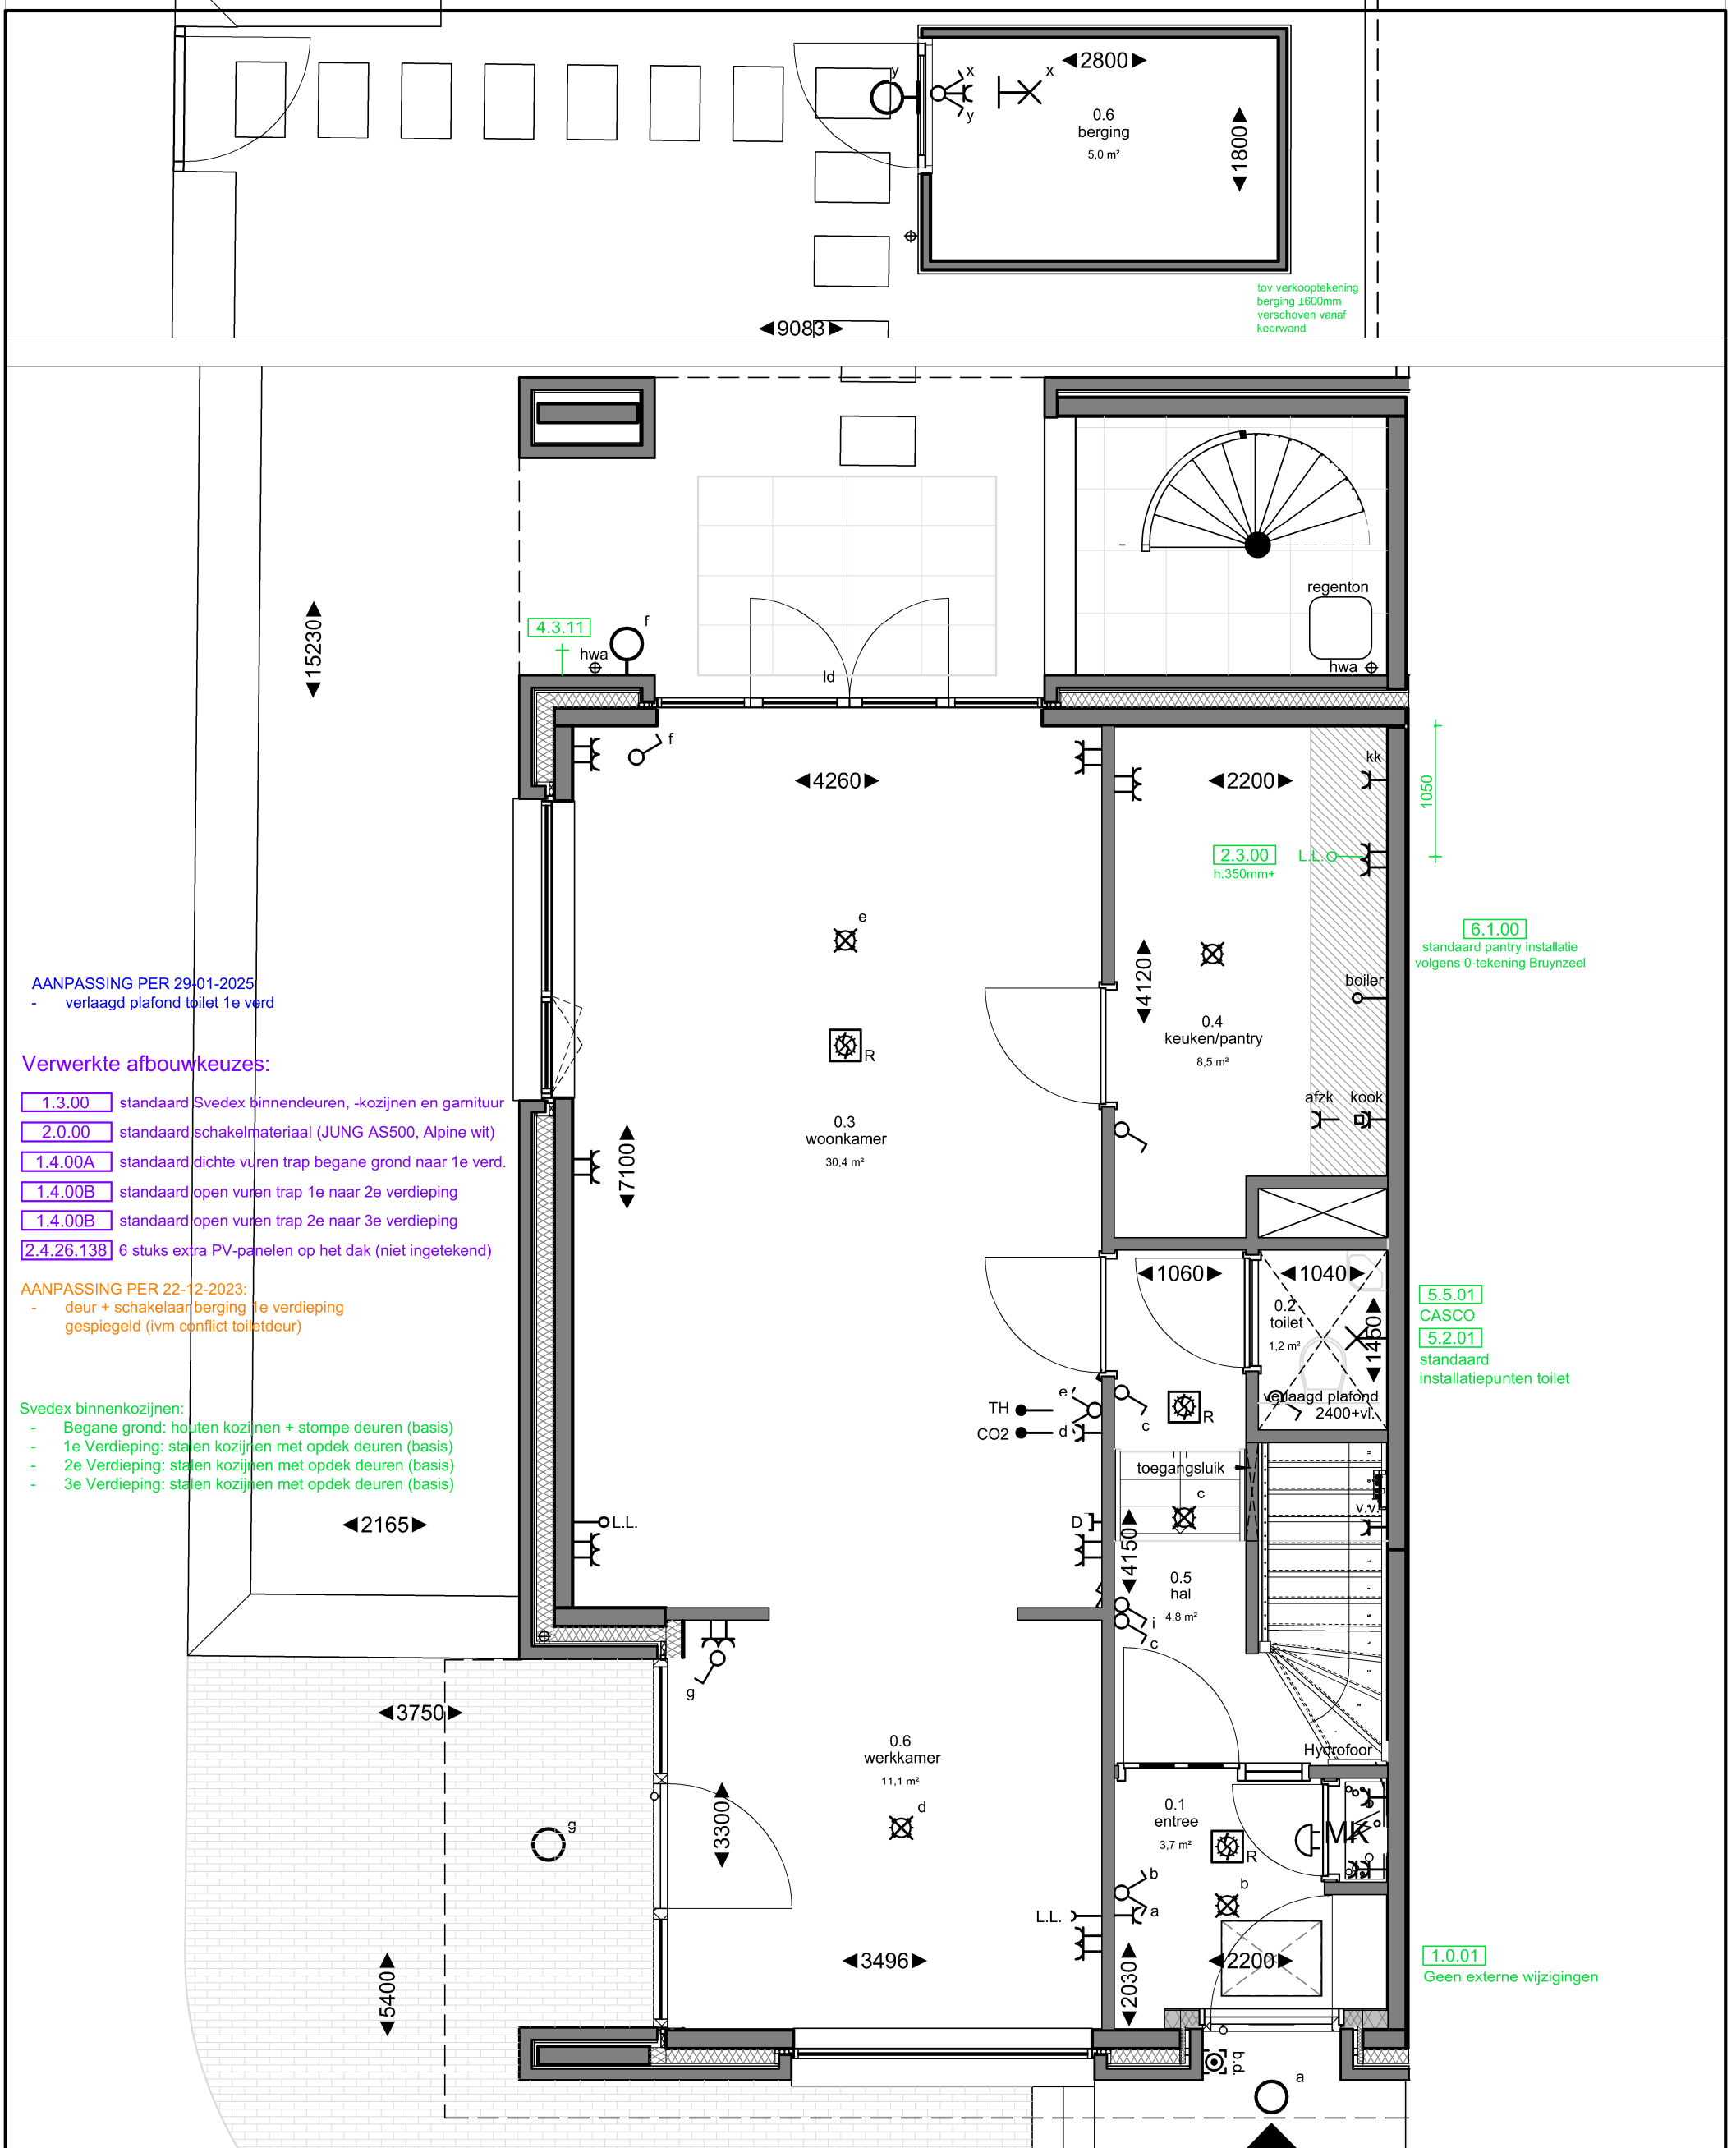 y
x
x
y
2800
0.6
berging
5,0 m²
1800
tov verkooptekening
berging ±600mm
verschoven vanaf
keerwand
9083
regenton
hwa
15230
4.3.11
f
hwa
ld
f
4260
2200
kk
1050
2.3.00
L.L.
h:350mm+
e
6.1.00
standaard pantry installatie
volgens 0-tekening Bruynzeel
4120
boiler
AANPASSING PER 29-01-2025
- verlaagd plafond toilet 1e verd
0.4
keuken/pantry
8,5 m²
R
Verwerkte afbouwkeuzes:
1.3.00 standaard Svedex binnendeuren, -kozijnen en garnituur
2.0.00 standaard schakelmateriaal (JUNG AS500, Alpine wit)
1.4.00A standaard dichte vuren trap begane grond naar 1e verd.
1.4.00B standaard open vuren trap 1e naar 2e verdieping
1.4.00B standaard open vuren trap 2e naar 3e verdieping
2.4.26.138 6 stuks extra PV-panelen op het dak (niet ingetekend)
afzk
kook
0.3
woonkamer
30,4 m²
7100
AANPASSING PER 22-12-2023:
- deur + schakelaar berging 1e verdieping
gespiegeld (ivm conflict toiletdeur)
1060
1040
0.2
toilet
1,2 m²
1450
5.5.01
CASCO
5.2.01
standaard
installatiepunten toilet
verlaagd plafond
2400+vl.
Svedex binnenkozijnen:
- Begane grond: houten kozijnen + stompe deuren (basis)
- 1e Verdieping: stalen kozijnen met opdek deuren (basis)
- 2e Verdieping: stalen kozijnen met opdek deuren (basis)
- 3e Verdieping: stalen kozijnen met opdek deuren (basis)
e
TH
CO2
d
c
R
toegangsluik
c
v.v.
2165
L.L.
D
4150
0.5
hal
4,8 m²
i
c
g
3750
0.6
werkkamer
11,1 m²
Hydrofoor
0.1
entree
3,7 m²
MK
R
3300
d
g
b
b
a
L.L.
3496
2200
2030
5400
1.0.01
Geen externe wijzigingen
b.d.
a